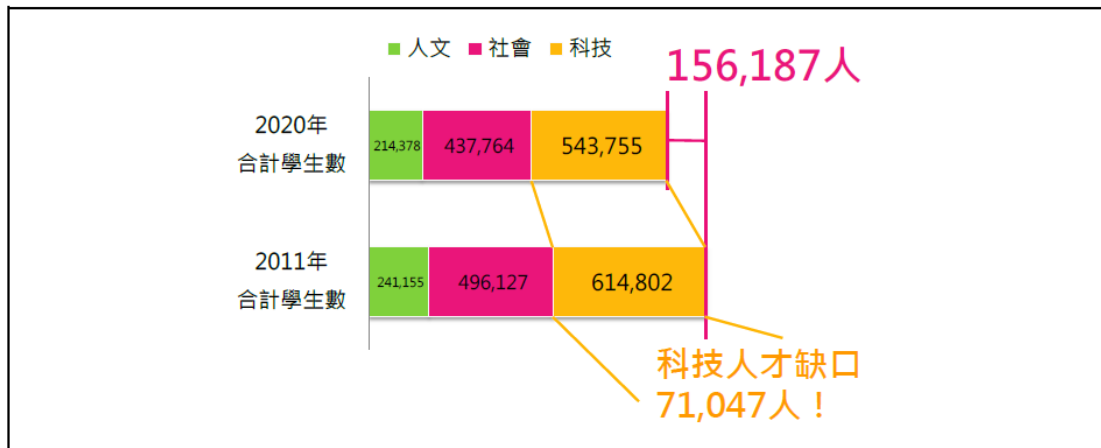 人文 社會 科技
156,187人
2020年
合計學生數
214,378 437,764 543,755
2011年
合計學生數
241,155 496,127 614,802
科技人才缺口
71,047人！